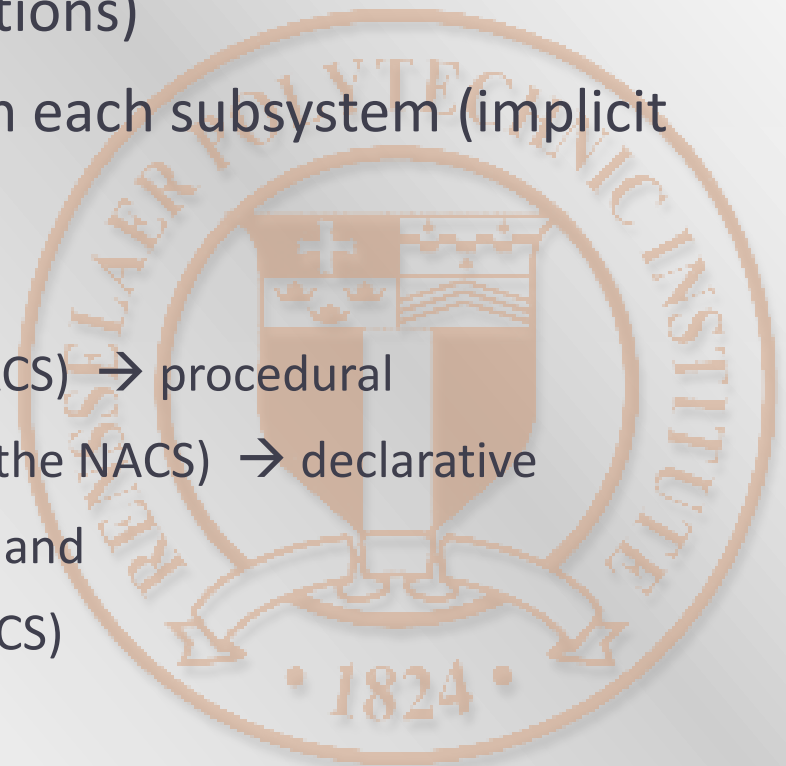 tions)
n each subsystem (implicit
CS) → procedural
the NACS) → declarative
and
CS)
RENSSELAER POLYTECHNIC INSTITUTE
• 1824 •